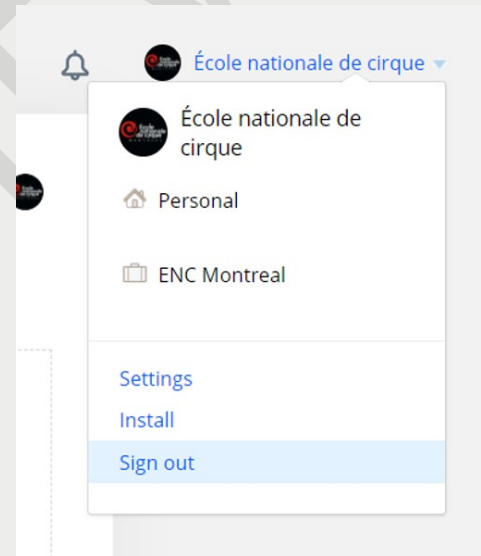 École nationale de cirque
École nationale de
cirque
Personal
ENC Montreal
Settings
Install
Sign out